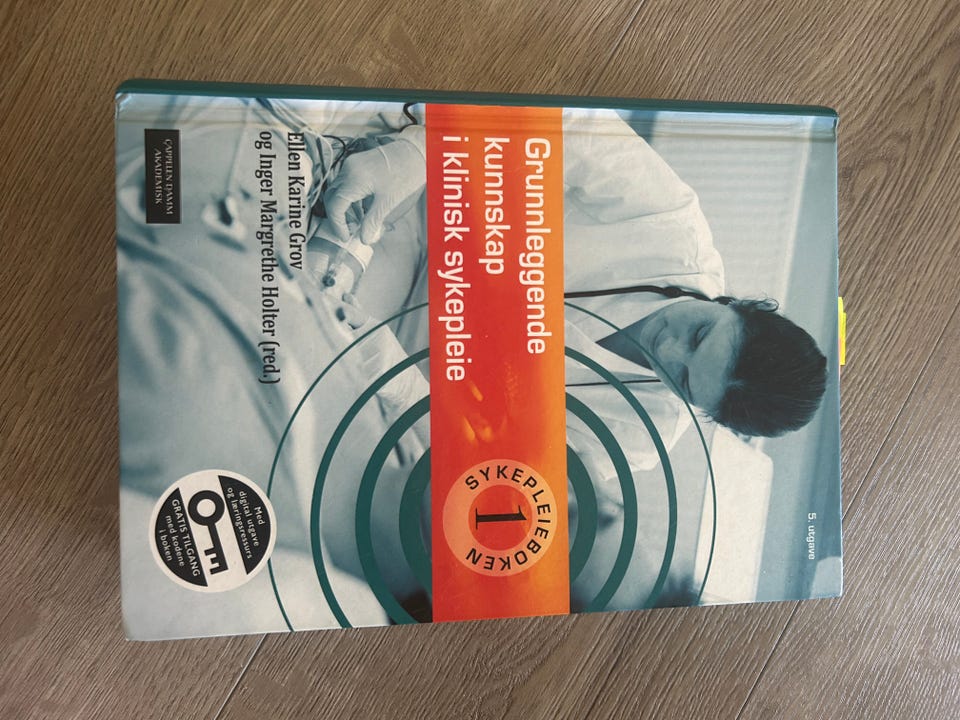 5. utgave
Grunnleggende
kunnskap
i klinisk sykepleie
SYKEPLEIEBOKEN
1
Ellen Karine Grov
og Inger Margrethe Holter (red.)
Med
digital utgave
og læringsressurs
GRATIS TILGANG
med kodene
i boken
CAPPELEN DAMM
AKADEMISK